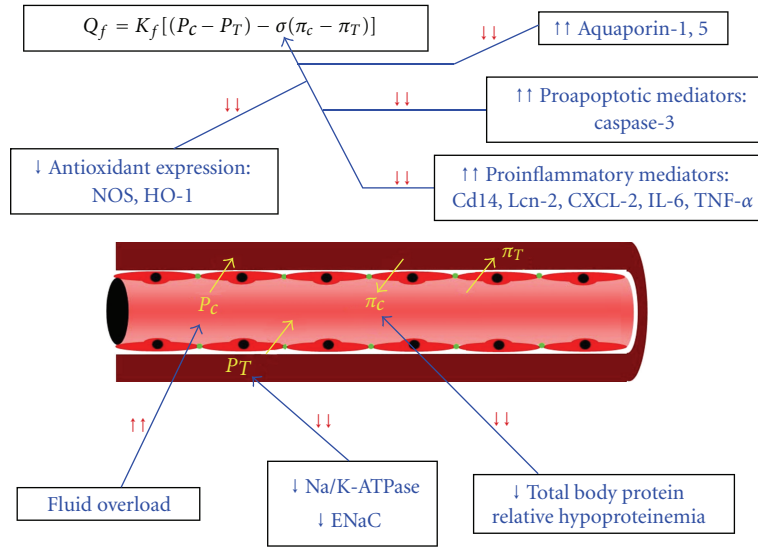 Q_f = K_f[(P_C − P_T) − σ(π_c − π_T)]
↑↑ Aquaporin-1, 5
↓↓
↓↓
↓↓
↑↑ Proapoptotic mediators:
caspase-3
↓ Antioxidant expression:
NOS, HO-1
↓↓
↑↑ Proinflammatory mediators:
Cd14, Lcn-2, CXCL-2, IL-6, TNF-α
π_T
P_c
π_c
P_T
↑↑
↓↓
↓↓
Fluid overload
↓ Na/K-ATPase
↓ ENaC
↓ Total body protein
relative hypoproteinemia